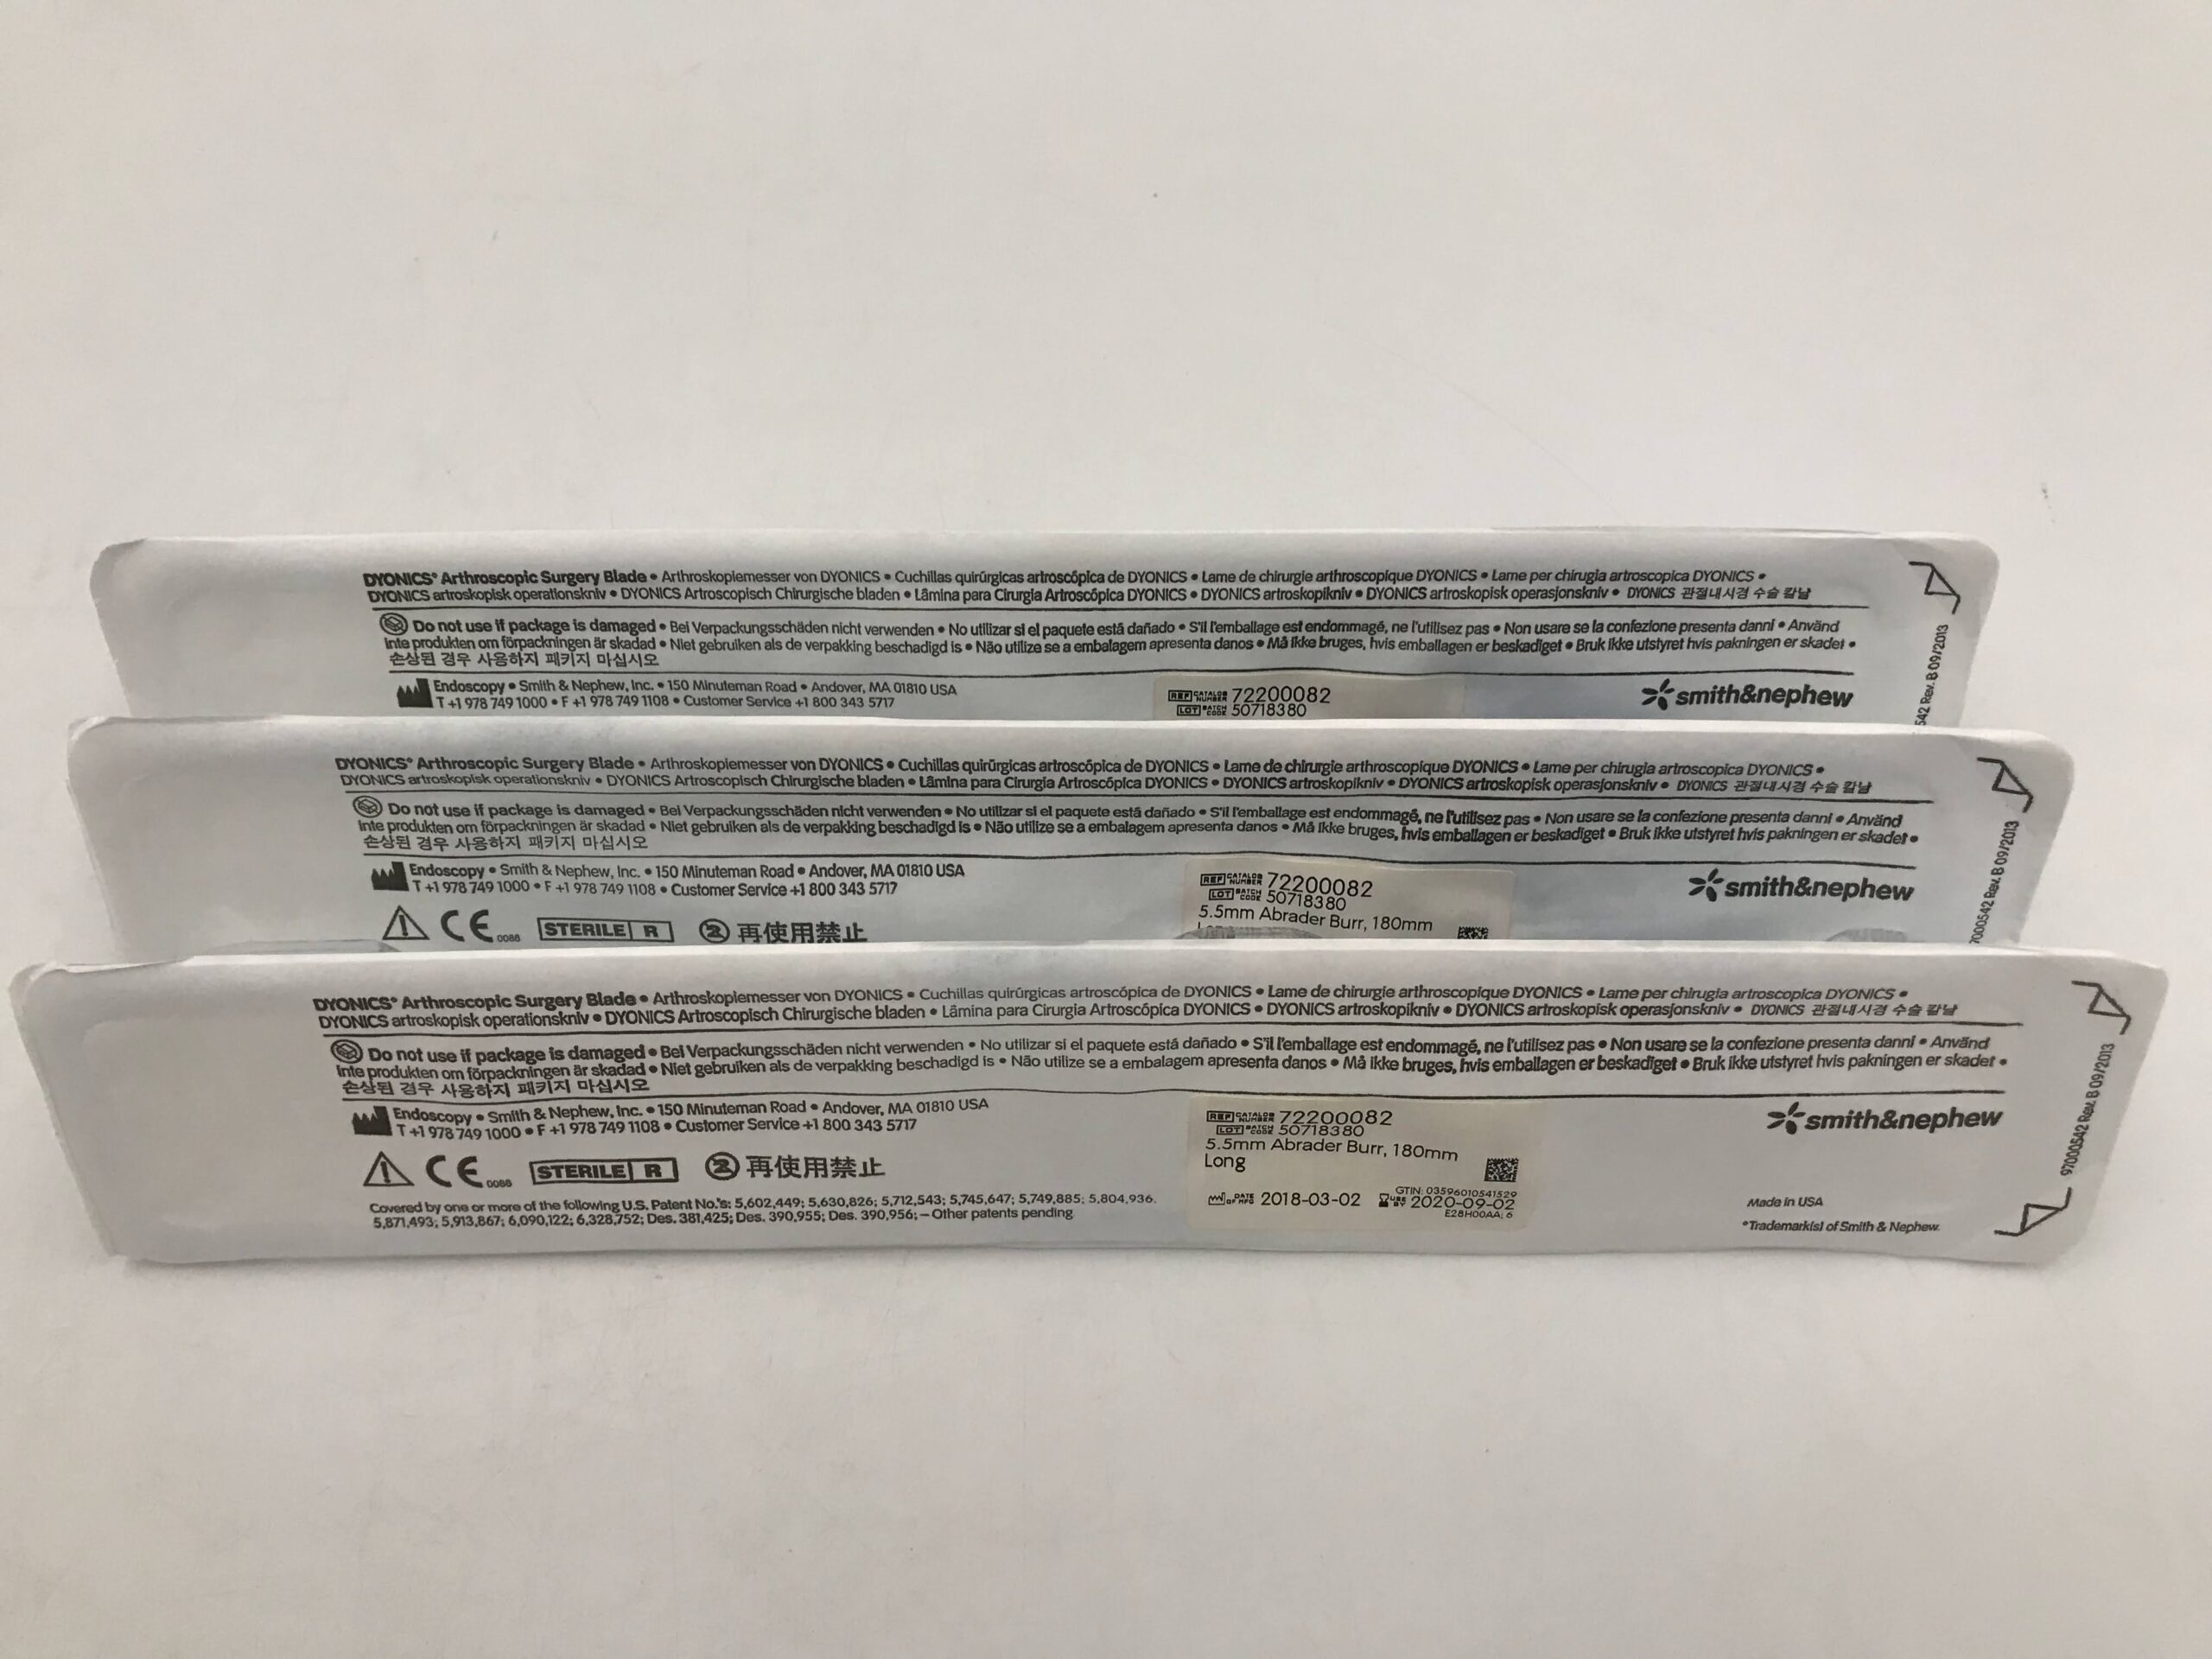 DYONICS® Arthroscopic Surgery Blade • Arthroskopiemesser von DYONICS • Cuchillas quirúrgicas artroscópica de DYONICS • Lame de chirurgie arthroscopique DYONICS • Lame per chirugia artroscopica DYONICS •
DYONICS artroskopisk operationskniv • DYONICS Artroscopisch Chirurgische bladen • Lâmina para Cirurgia Artroscópica DYONICS • DYONICS artroskopikniv • DYONICS artroskopisk operasjonskniv • DYONICS 관절내시경 수술 칼날
Do not use if package is damaged • Bei Verpackungsschäden nicht verwenden • No utilizar si el paquete está dañado • S'il l'emballage est endommagé, ne l'utilisez pas • Non usare se la confezione presenta danni • Använd
inte produkten om förpackningen är skadad • Niet gebruiken als de verpakking beschadigd is • Não utilize se a embalagem apresenta danos • Må ikke bruges, hvis emballagen er beskadiget • Bruk ikke utstyret hvis pakningen er skadet •
손상된 경우 사용하지 패키지 마십시오
Endoscopy • Smith & Nephew, Inc. • 150 Minuteman Road • Andover, MA 01810 USA
T +1 978 749 1000 • F +1 978 749 1108 • Customer Service +1 800 343 5717
REF CATALOG NUMBER 72200082
LOT BATCH CODE 50718380
smith&nephew
542 Rev. B 09/2013
DYONICS® Arthroscopic Surgery Blade • Arthroskopiemesser von DYONICS • Cuchillas quirúrgicas artroscópica de DYONICS • Lame de chirurgie arthroscopique DYONICS • Lame per chirugia artroscopica DYONICS •
DYONICS artroskopisk operationskniv • DYONICS Artroscopisch Chirurgische bladen • Lâmina para Cirurgia Artroscópica DYONICS • DYONICS artroskopikniv • DYONICS artroskopisk operasjonskniv • DYONICS 관절내시경 수술 칼날
Do not use if package is damaged • Bei Verpackungsschäden nicht verwenden • No utilizar si el paquete está dañado • S'il l'emballage est endommagé, ne l'utilisez pas • Non usare se la confezione presenta danni • Använd
inte produkten om förpackningen är skadad • Niet gebruiken als de verpakking beschadigd is • Não utilize se a embalagem apresenta danos • Må ikke bruges, hvis emballagen er beskadiget • Bruk ikke utstyret hvis pakningen er skadet •
손상된 경우 사용하지 패키지 마십시오
Endoscopy • Smith & Nephew, Inc. • 150 Minuteman Road • Andover, MA 01810 USA
T +1 978 749 1000 • F +1 978 749 1108 • Customer Service +1 800 343 5717
CE 0086 STERILE R 2 再使用禁止
REF CATALOG NUMBER 72200082
LOT BATCH CODE 50718380
5.5mm Abrader Burr, 180mm
smith&nephew
7000542 Rev. B 09/2013
DYONICS® Arthroscopic Surgery Blade • Arthroskopiemesser von DYONICS • Cuchillas quirúrgicas artroscópica de DYONICS • Lame de chirurgie arthroscopique DYONICS • Lame per chirugia artroscopica DYONICS •
DYONICS artroskopisk operationskniv • DYONICS Artroscopisch Chirurgische bladen • Lâmina para Cirurgia Artroscópica DYONICS • DYONICS artroskopikniv • DYONICS artroskopisk operasjonskniv • DYONICS 관절내시경 수술 칼날
Do not use if package is damaged • Bei Verpackungsschäden nicht verwenden • No utilizar si el paquete está dañado • S'il l'emballage est endommagé, ne l'utilisez pas • Non usare se la confezione presenta danni • Använd
inte produkten om förpackningen är skadad • Niet gebruiken als de verpakking beschadigd is • Não utilize se a embalagem apresenta danos • Må ikke bruges, hvis emballagen er beskadiget • Bruk ikke utstyret hvis pakningen er skadet •
손상된 경우 사용하지 패키지 마십시오
Endoscopy • Smith & Nephew, Inc. • 150 Minuteman Road • Andover, MA 01810 USA
T +1 978 749 1000 • F +1 978 749 1108 • Customer Service +1 800 343 5717
CE 0086 STERILE R 2 再使用禁止
Covered by one or more of the following U.S. Patent No.'s: 5,602,449; 5,630,826; 5,712,543; 5,745,647; 5,749,885; 5,804,936.
5,871,493; 5,913,867; 6,090,122; 6,328,752; Des. 381,425; Des. 390,955; Des. 390,956; – Other patents pending
REF CATALOG NUMBER 72200082
LOT BATCH CODE 50718380
5.5mm Abrader Burr, 180mm
Long
GTIN: 03596010541529
DATE OF MFG 2018-03-02 USE BY 2020-09-02
E28H00AA; 6
smith&nephew
Made in USA
®Trademark(s) of Smith & Nephew.
97000542 Rev. B 09/2013